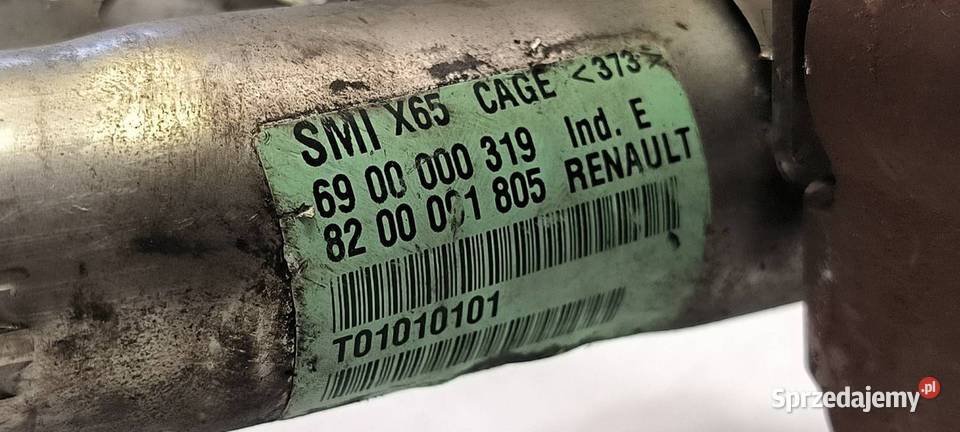 SMI X65 CAGE <373>
69 00 000 319 Ind. E
82 00 001 805 RENAULT
T01010101
Sprzedajemy.pl